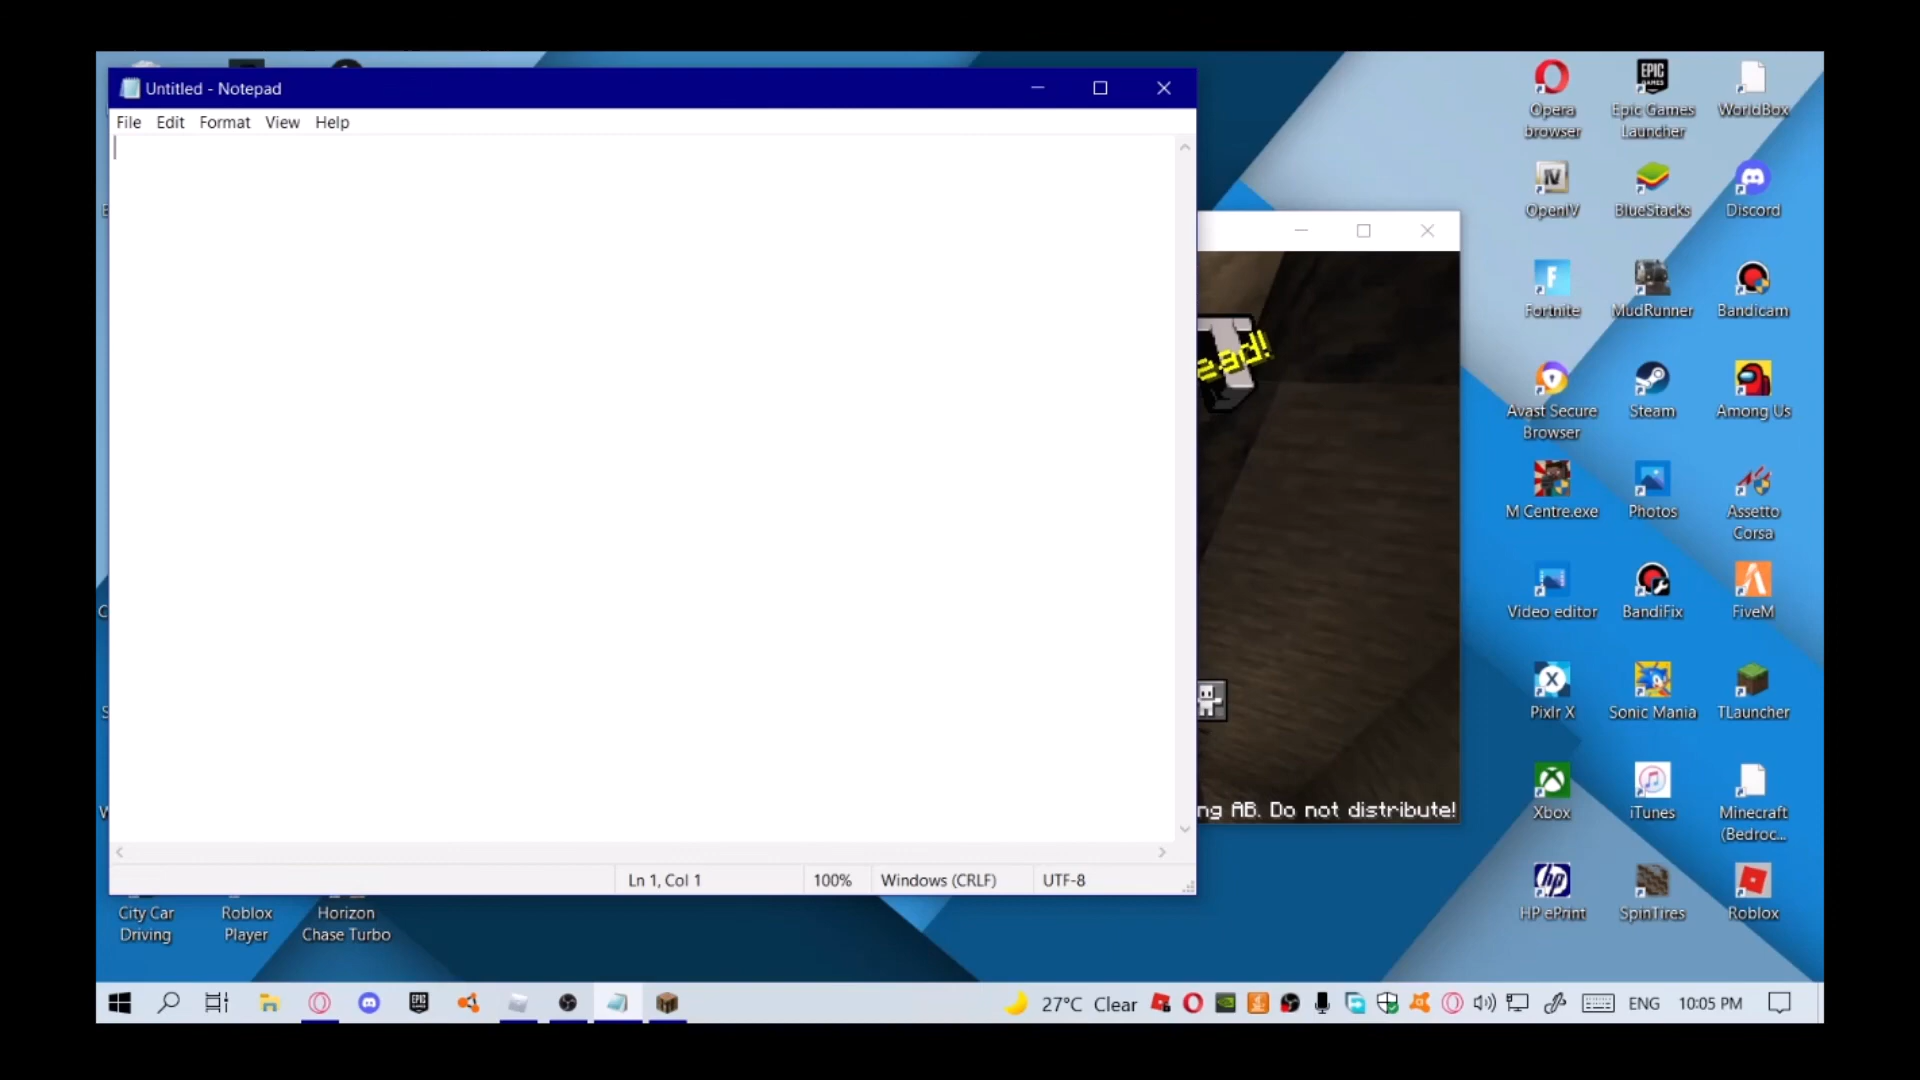 Untitled - Notepad
File Edit Format View Help
Ln 1, Col 1 100% Windows (CRLF) UTF-8
ead!
ng AB. Do not distribute!
Opera browser
Epic Games Launcher
WorldBox
OpenIV
BlueStacks
Discord
Fortnite
MudRunner
Bandicam
Avast Secure Browser
Steam
Among Us
M Centre.exe
Photos
Assetto Corsa
Video editor
BandiFix
FiveM
Pixlr X
Sonic Mania
TLauncher
Xbox
iTunes
Minecraft (Bedroc...
HP ePrint
SpinTires
Roblox
City Car Driving
Roblox Player
Horizon Chase Turbo
27°C Clear ENG 10:05 PM